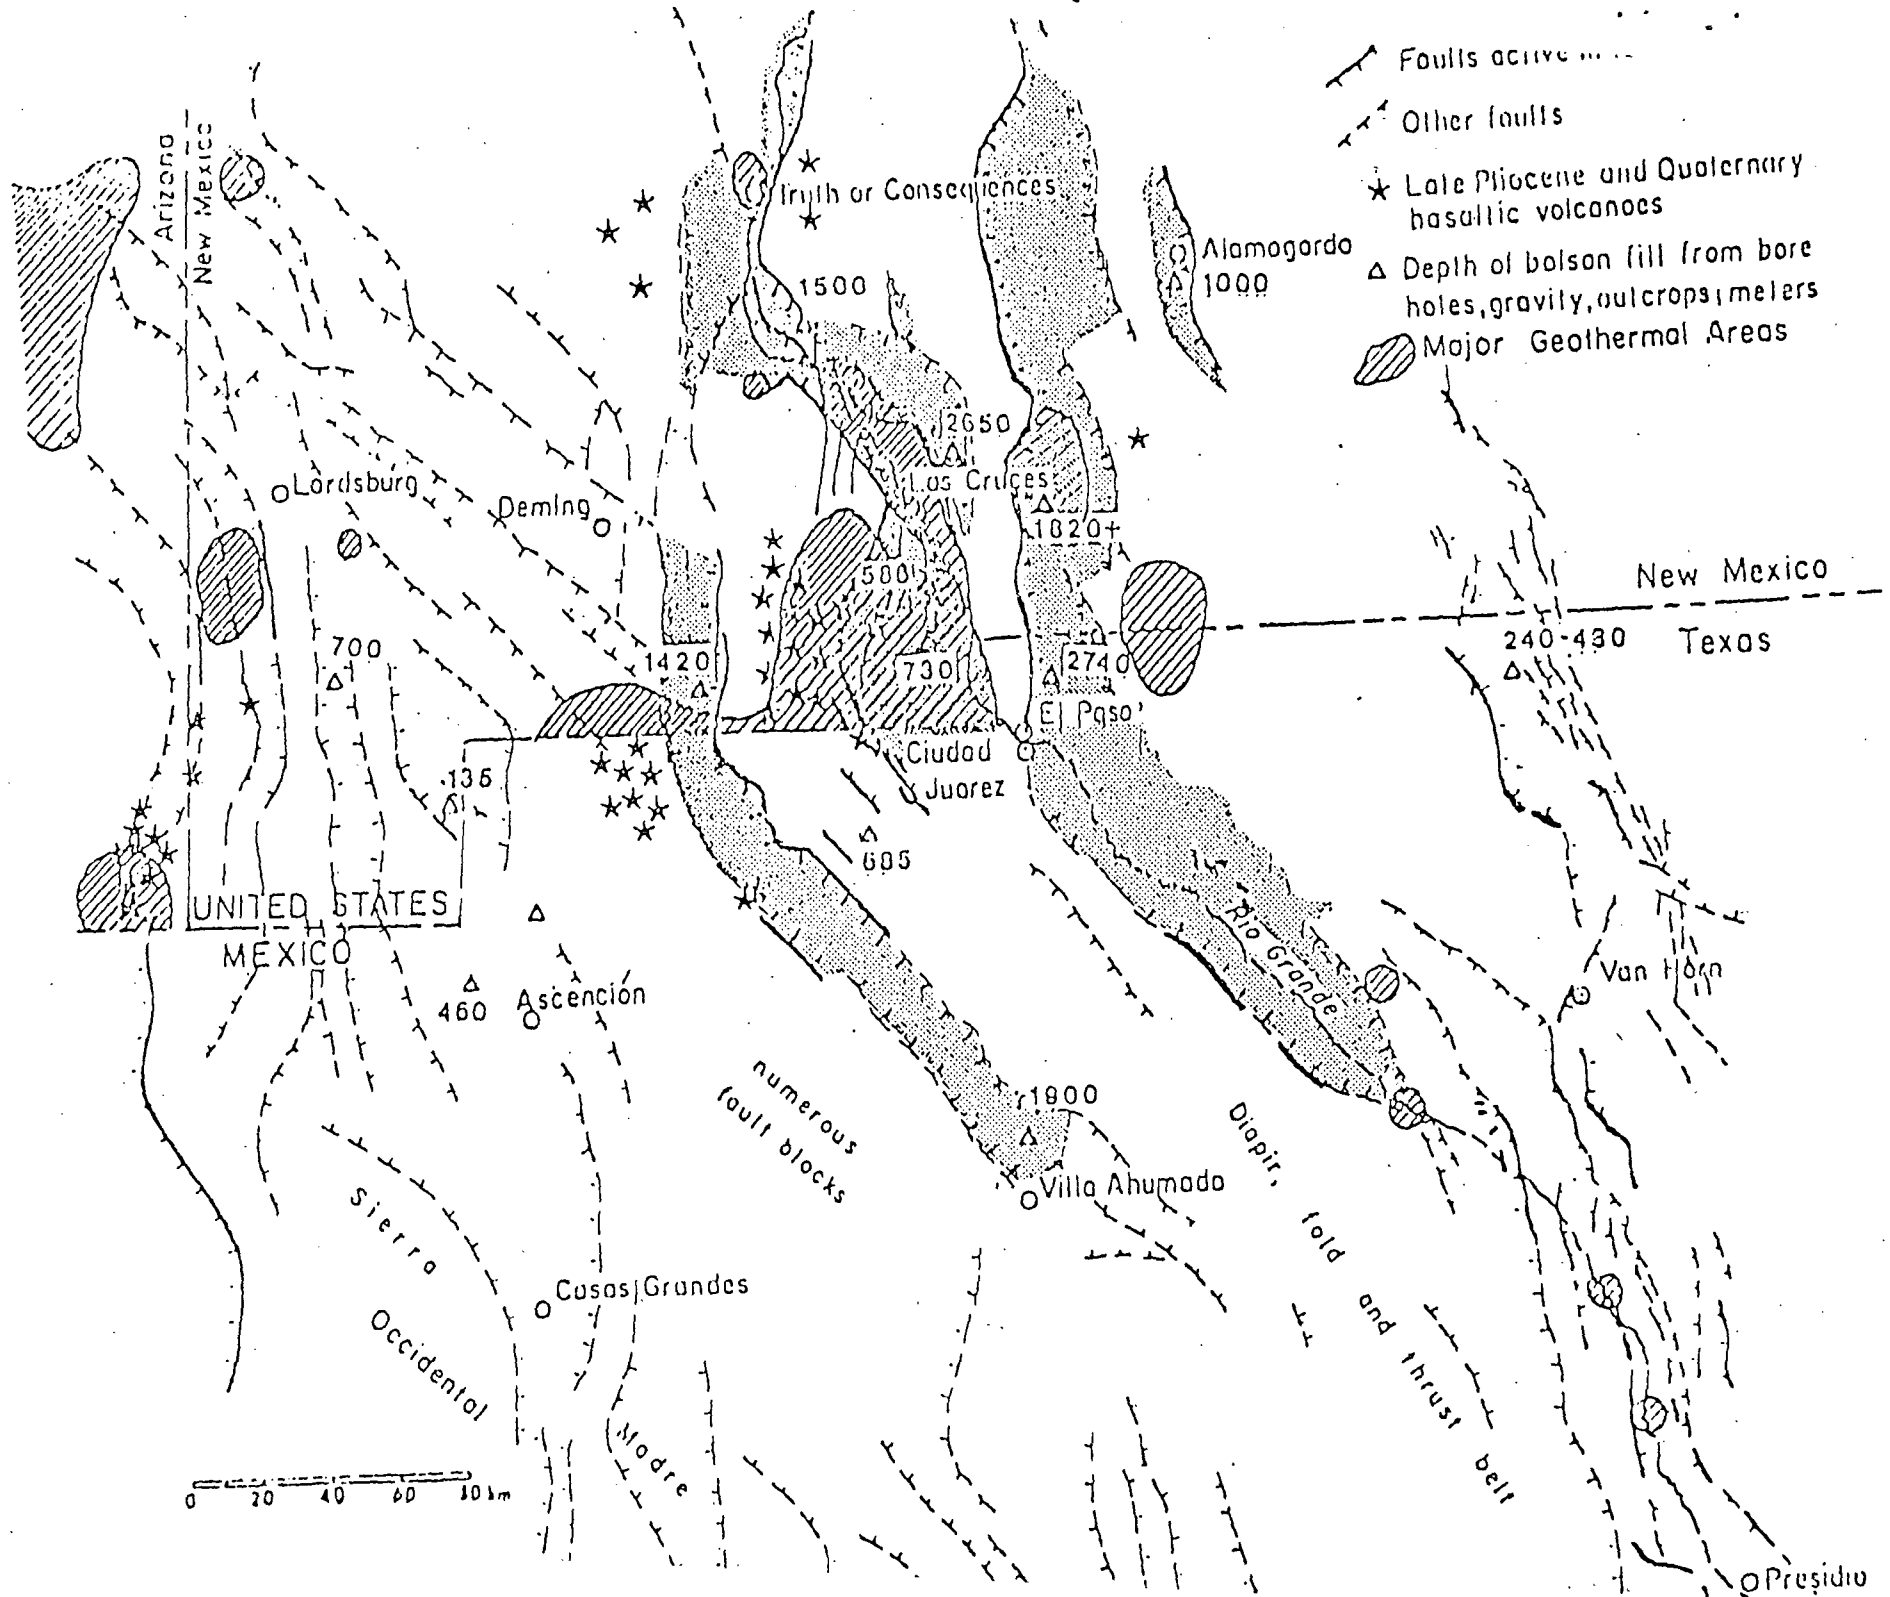 Faults active
Other faults
Late Pliocene and Quaternary
basaltic volcanoes
Depth of bolson fill from bore
holes, gravity, outcrops; meters
Major Geothermal Areas
Arizona
New Mexico
Truth or Consequences
Alamogordo
1000
1500
2650
Lordsburg
Deming
Las Cruces
1820+
580
New Mexico
Texas
240-430
700
1420
730
2740
El Paso
Ciudad
Juarez
135
685
UNITED STATES
MEXICO
Rio Grande
Van Horn
460
Ascención
numerous
fault blocks
1800
Villa Ahumada
Diapir, fold and thrust belt
Sierra
Occidental
Madre
Casas Grandes
0 20 40 60 80 km
Presidio